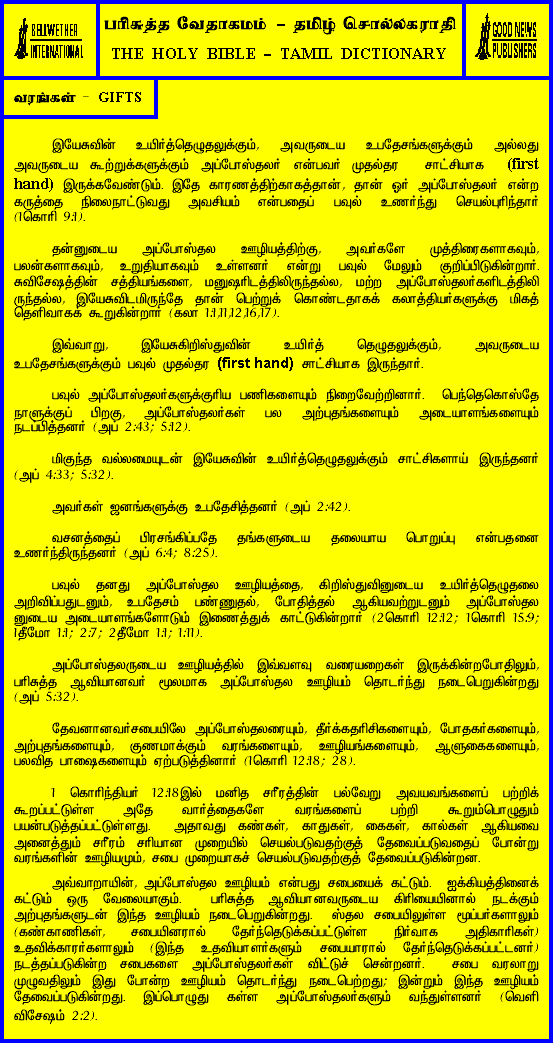 BELLWETHER
INTERNATIONAL
பரிசுத்த வேதாகமம் - தமிழ் சொல்லகராதி
THE HOLY BIBLE - TAMIL DICTIONARY
GOOD NEWS
PUBLISHERS
வரங்கள் - GIFTS
இயேசுவின் உயிர்த்தெழுதலுக்கும், அவருடைய உபதேசங்களுக்கும் அல்லது
அவருடைய கூற்றுக்களுக்கும் அப்போஸ்தலர் என்பவர் முதல்தர சாட்சியாக (first
hand) இருக்கவேண்டும். இதே காரணத்திற்காகத்தான், தான் ஓர் அப்போஸ்தலர் என்ற
கருத்தை நிலைநாட்டுவது அவசியம் என்பதைப் பவுல் உணர்ந்து செயல்புரிந்தார்
(1கொரி 9:1).
தன்னுடைய அப்போஸ்தல ஊழியத்திற்கு, அவர்களே முத்திரைகளாகவும்,
பலன்களாகவும், உறுதியாகவும் உள்ளனர் என்று பவுல் மேலும் குறிப்பிடுகின்றார்.
சுவிசேஷத்தின் சத்தியங்களை, மனுஷரிடத்திலிருந்தல்ல, மற்ற அப்போஸ்தலர்களிடத்திலி
ருந்தல்ல, இயேசுவிடமிருந்தே தான் பெற்றுக் கொண்டதாகக் கலாத்தியர்களுக்கு மிகத்
தெளிவாகக் கூறுகின்றார் (கலா 1:1,11,12,16,17).
இவ்வாறு, இயேசுகிறிஸ்துவின் உயிர்த் தெழுதலுக்கும், அவருடைய
உபதேசங்களுக்கும் பவுல் முதல்தர (first hand) சாட்சியாக இருந்தார்.
பவுல் அப்போஸ்தலர்களுக்குரிய பணிகளையும் நிறைவேற்றினார். பெந்தெகொஸ்தே
நாளுக்குப் பிறகு, அப்போஸ்தலர்கள் பல அற்புதங்களையும் அடையாளங்களையும்
நடப்பித்தனர் (அப் 2:43; 5:12).
மிகுந்த வல்லமையுடன் இயேசுவின் உயிர்த்தெழுதலுக்கும் சாட்சிகளாய் இருந்தனர்
(அப் 4:33; 5:32).
அவர்கள் ஜனங்களுக்கு உபதேசித்தனர் (அப் 2:42).
வசனத்தைப் பிரசங்கிப்பதே தங்களுடைய தலையாய பொறுப்பு என்பதனை
உணர்ந்திருந்தனர் (அப் 6:4; 8:25).
பவுல் தனது அப்போஸ்தல ஊழியத்தை, கிறிஸ்துவினுடைய உயிர்த்தெழுதலை
அறிவிப்பதுடனும், உபதேசம் பண்ணுதல், போதித்தல் ஆகியவற்றுடனும் அப்போஸ்தல
னுடைய அடையாளங்களோடும் இணைத்துக் காட்டுகின்றார் (2கொரி 12:12; 1கொரி 15:9;
1தீமோ 1:1; 2:7; 2தீமோ 1:1; 1:11).
அப்போஸ்தலருடைய ஊழியத்தில் இவ்வளவு வரையறைகள் இருக்கின்றபோதிலும்,
பரிசுத்த ஆவியானவர் மூலமாக அப்போஸ்தல ஊழியம் தொடர்ந்து நடைபெறுகின்றது
(அப் 5:32).
தேவனானவர்சபையிலே அப்போஸ்தலரையும், தீர்க்கதரிசிகளையும், போதகர்களையும்,
அற்புதங்களையும், குணமாக்கும் வரங்களையும், ஊழியங்களையும், ஆளுகைகளையும்,
பலவித பாஷைகளையும் ஏற்படுத்தினார் (1கொரி 12:18; 28).
1 கொரிந்தியர் 12:18இல் மனித சரீரத்தின் பல்வேறு அவயவங்களைப் பற்றிக்
கூறப்பட்டுள்ள அதே வார்த்தைகளே வரங்களைப் பற்றி கூறும்பொழுதும்
பயன்படுத்தப்பட்டுள்ளது. அதாவது கண்கள், காதுகள், கைகள், கால்கள் ஆகியவை
அனைத்தும் சரீரம் சரியான முறையில் செயல்படுவதற்குத் தேவைப்படுவதைப் போன்று
வரங்களின் ஊழியமும், சபை முறையாகச் செயல்படுவதற்குத் தேவைப்படுகின்றன.
அவ்வாறாயின், அப்போஸ்தல ஊழியம் என்பது சபையைக் கட்டும். ஐக்கியத்தினைக்
கட்டும் ஒரு வேலையாகும். பரிசுத்த ஆவியானவருடைய கிரியையினால் நடக்கும்
அற்புதங்களுடன் இந்த ஊழியம் நடைபெறுகின்றது. ஸ்தல சபையிலுள்ள மூப்பர்களாலும்
(கண்காணிகள், சபையினரால் தேர்ந்தெடுக்கப்பட்டுள்ள நிர்வாக அதிகாரிகள்)
உதவிக்காரர்களாலும் (இந்த உதவியாளர்களும் சபையாரால் தேர்ந்தெடுக்கப்பட்டனர்)
நடத்தப்படுகின்ற சபைகளை அப்போஸ்தலர்கள் விட்டுச் சென்றனர். சபை வரலாறு
முழுவதிலும் இது போன்ற ஊழியம் தொடர்ந்து நடைபெற்றது; இன்றும் இந்த ஊழியம்
தேவைப்படுகின்றது. இப்பொழுது கள்ள அப்போஸ்தலர்களும் வந்துள்ளனர் (வெளி
விசேஷம் 2:2).